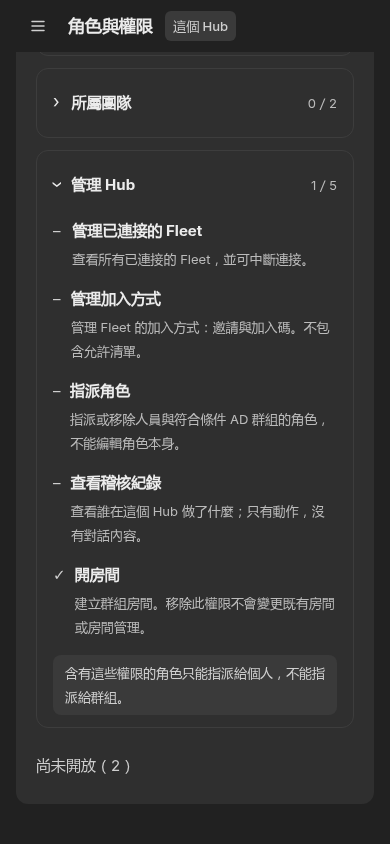 角色與權限 這個 Hub
所屬團隊 0 / 2
管理 Hub 1 / 5
– 管理已連接的 Fleet
查看所有已連接的 Fleet，並可中斷連接。
– 管理加入方式
管理 Fleet 的加入方式：邀請與加入碼。不包
含允許清單。
– 指派角色
指派或移除人員與符合條件 AD 群組的角色，
不能編輯角色本身。
– 查看稽核紀錄
查看誰在這個 Hub 做了什麼；只有動作，沒
有對話內容。
✓ 開房間
建立群組房間。移除此權限不會變更既有房間
或房間管理。
含有這些權限的角色只能指派給個人，不能指
派給群組。
尚未開放（2）